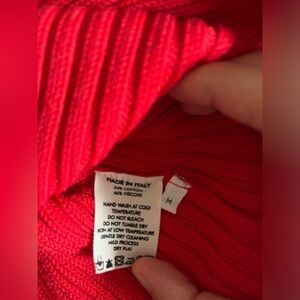 MADE IN ITALY
54% COTTON
46% VISCOSE
HAND WASH AT COLD
TEMPERATURE
DO NOT BLEACH
DO NOT TUMBLE DRY
IRON AT LOW TEMPERATURE
GENTLE DRY CLEANING
MILD PROCESS
DRY FLAT
M